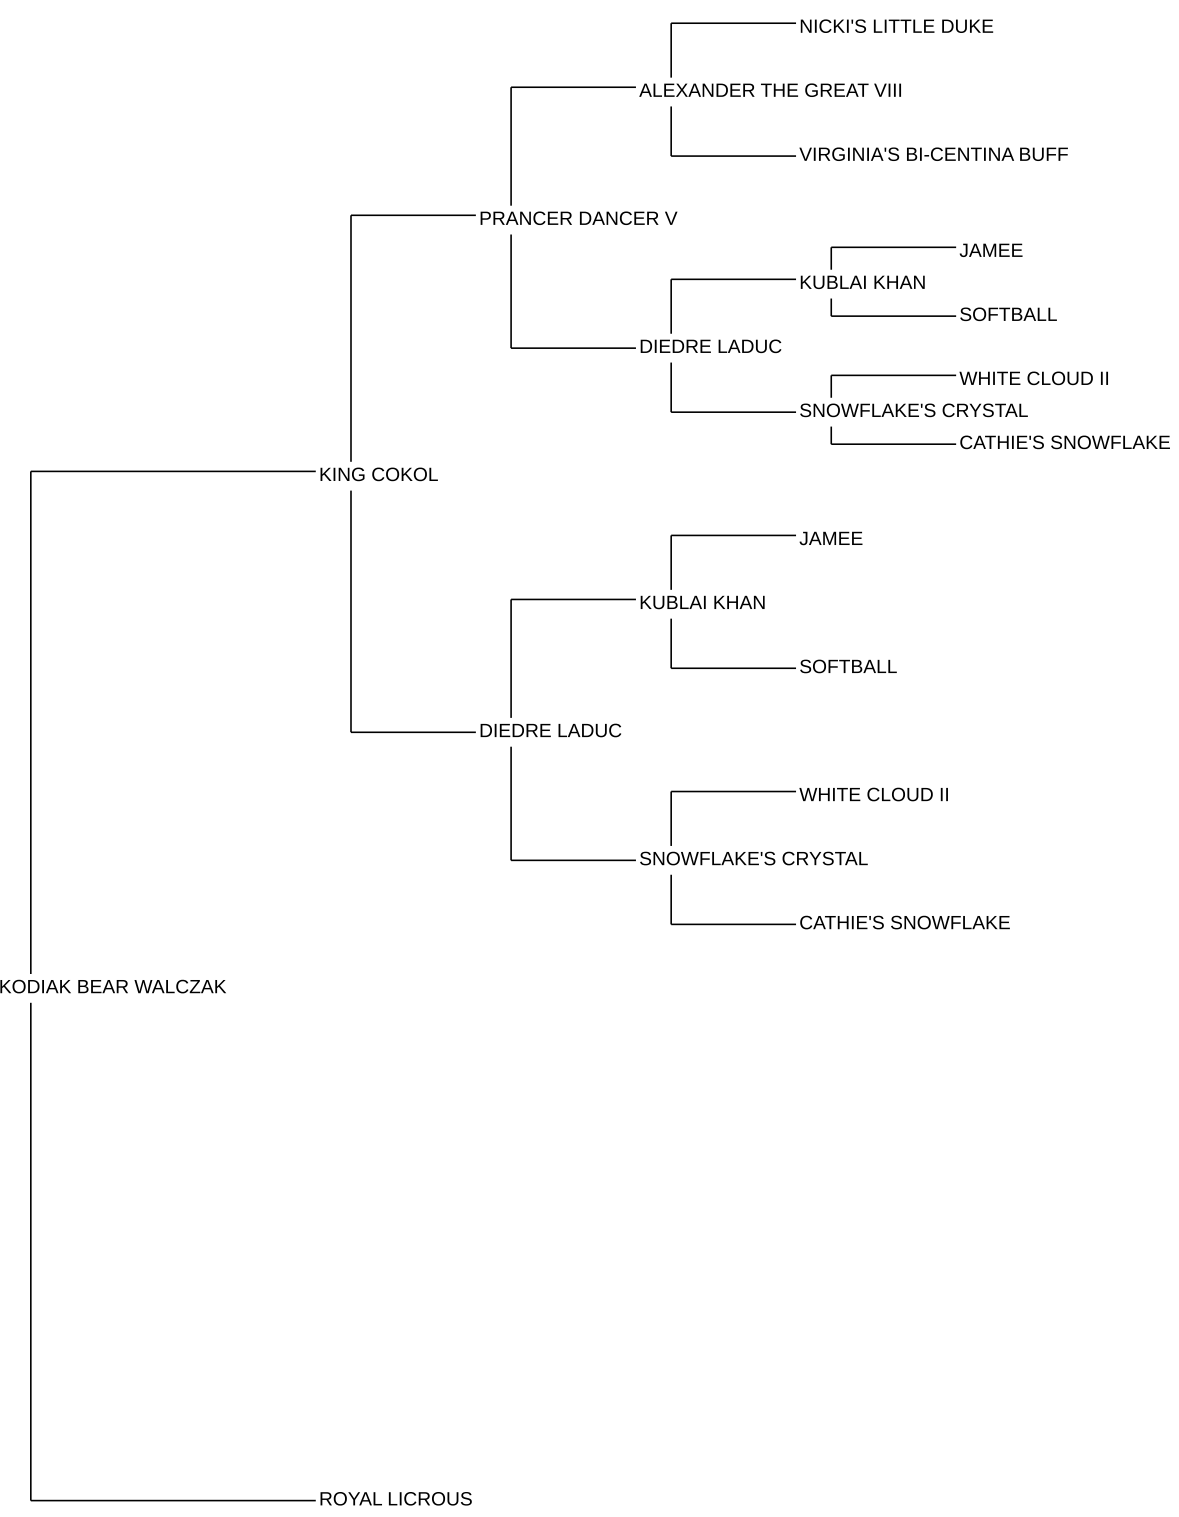 NICKI'S LITTLE DUKE
ALEXANDER THE GREAT VIII
VIRGINIA'S BI-CENTINA BUFF
PRANCER DANCER V
JAMEE
KUBLAI KHAN
SOFTBALL
DIEDRE LADUC
WHITE CLOUD II
SNOWFLAKE'S CRYSTAL
CATHIE'S SNOWFLAKE
KING COKOL
JAMEE
KUBLAI KHAN
SOFTBALL
DIEDRE LADUC
WHITE CLOUD II
SNOWFLAKE'S CRYSTAL
CATHIE'S SNOWFLAKE
KODIAK BEAR WALCZAK
ROYAL LICROUS